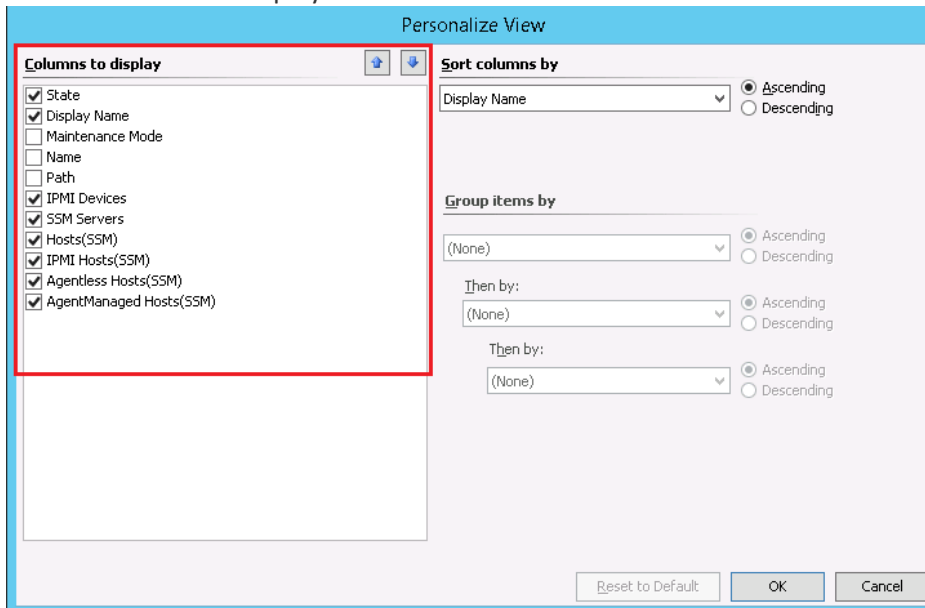 Personalize View
Columns to display
State
Display Name
Maintenance Mode
Name
Path
IPMI Devices
SSM Servers
Hosts(SSM)
IPMI Hosts(SSM)
Agentless Hosts(SSM)
AgentManaged Hosts(SSM)
Sort columns by
Display Name
Ascending
Descending
Group items by
(None)
Ascending
Descending
Then by:
(None)
Ascending
Descending
Then by:
(None)
Ascending
Descending
Reset to Default
OK
Cancel